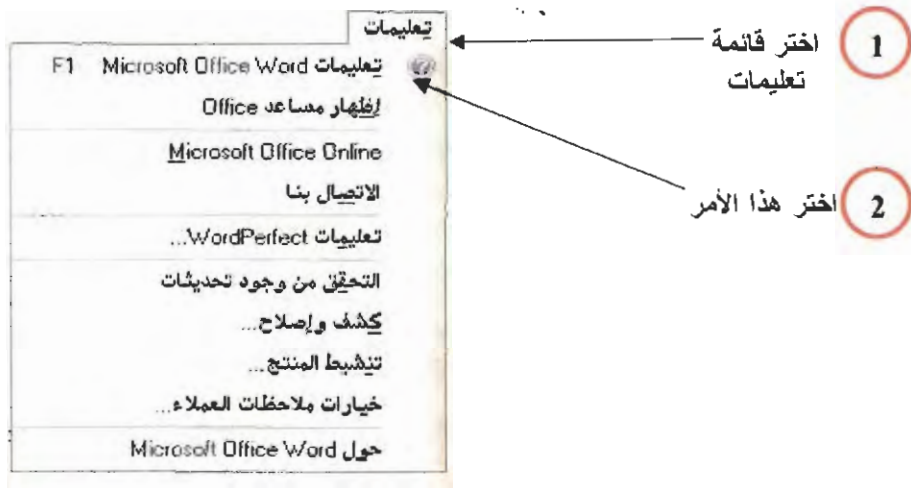 1
اختر قائمة
تعليمات
2
اختر هذا الأمر
تعليمات
تعليمات Microsoft Office Word F1
إظهار مساعد Office
Microsoft Office Online
الاتصال بنا
تعليمات WordPerfect...
التحقق من وجود تحديثات
كشف وإصلاح...
تنشيط المنتج...
خيارات ملاحظات العملاء...
حول Microsoft Office Word